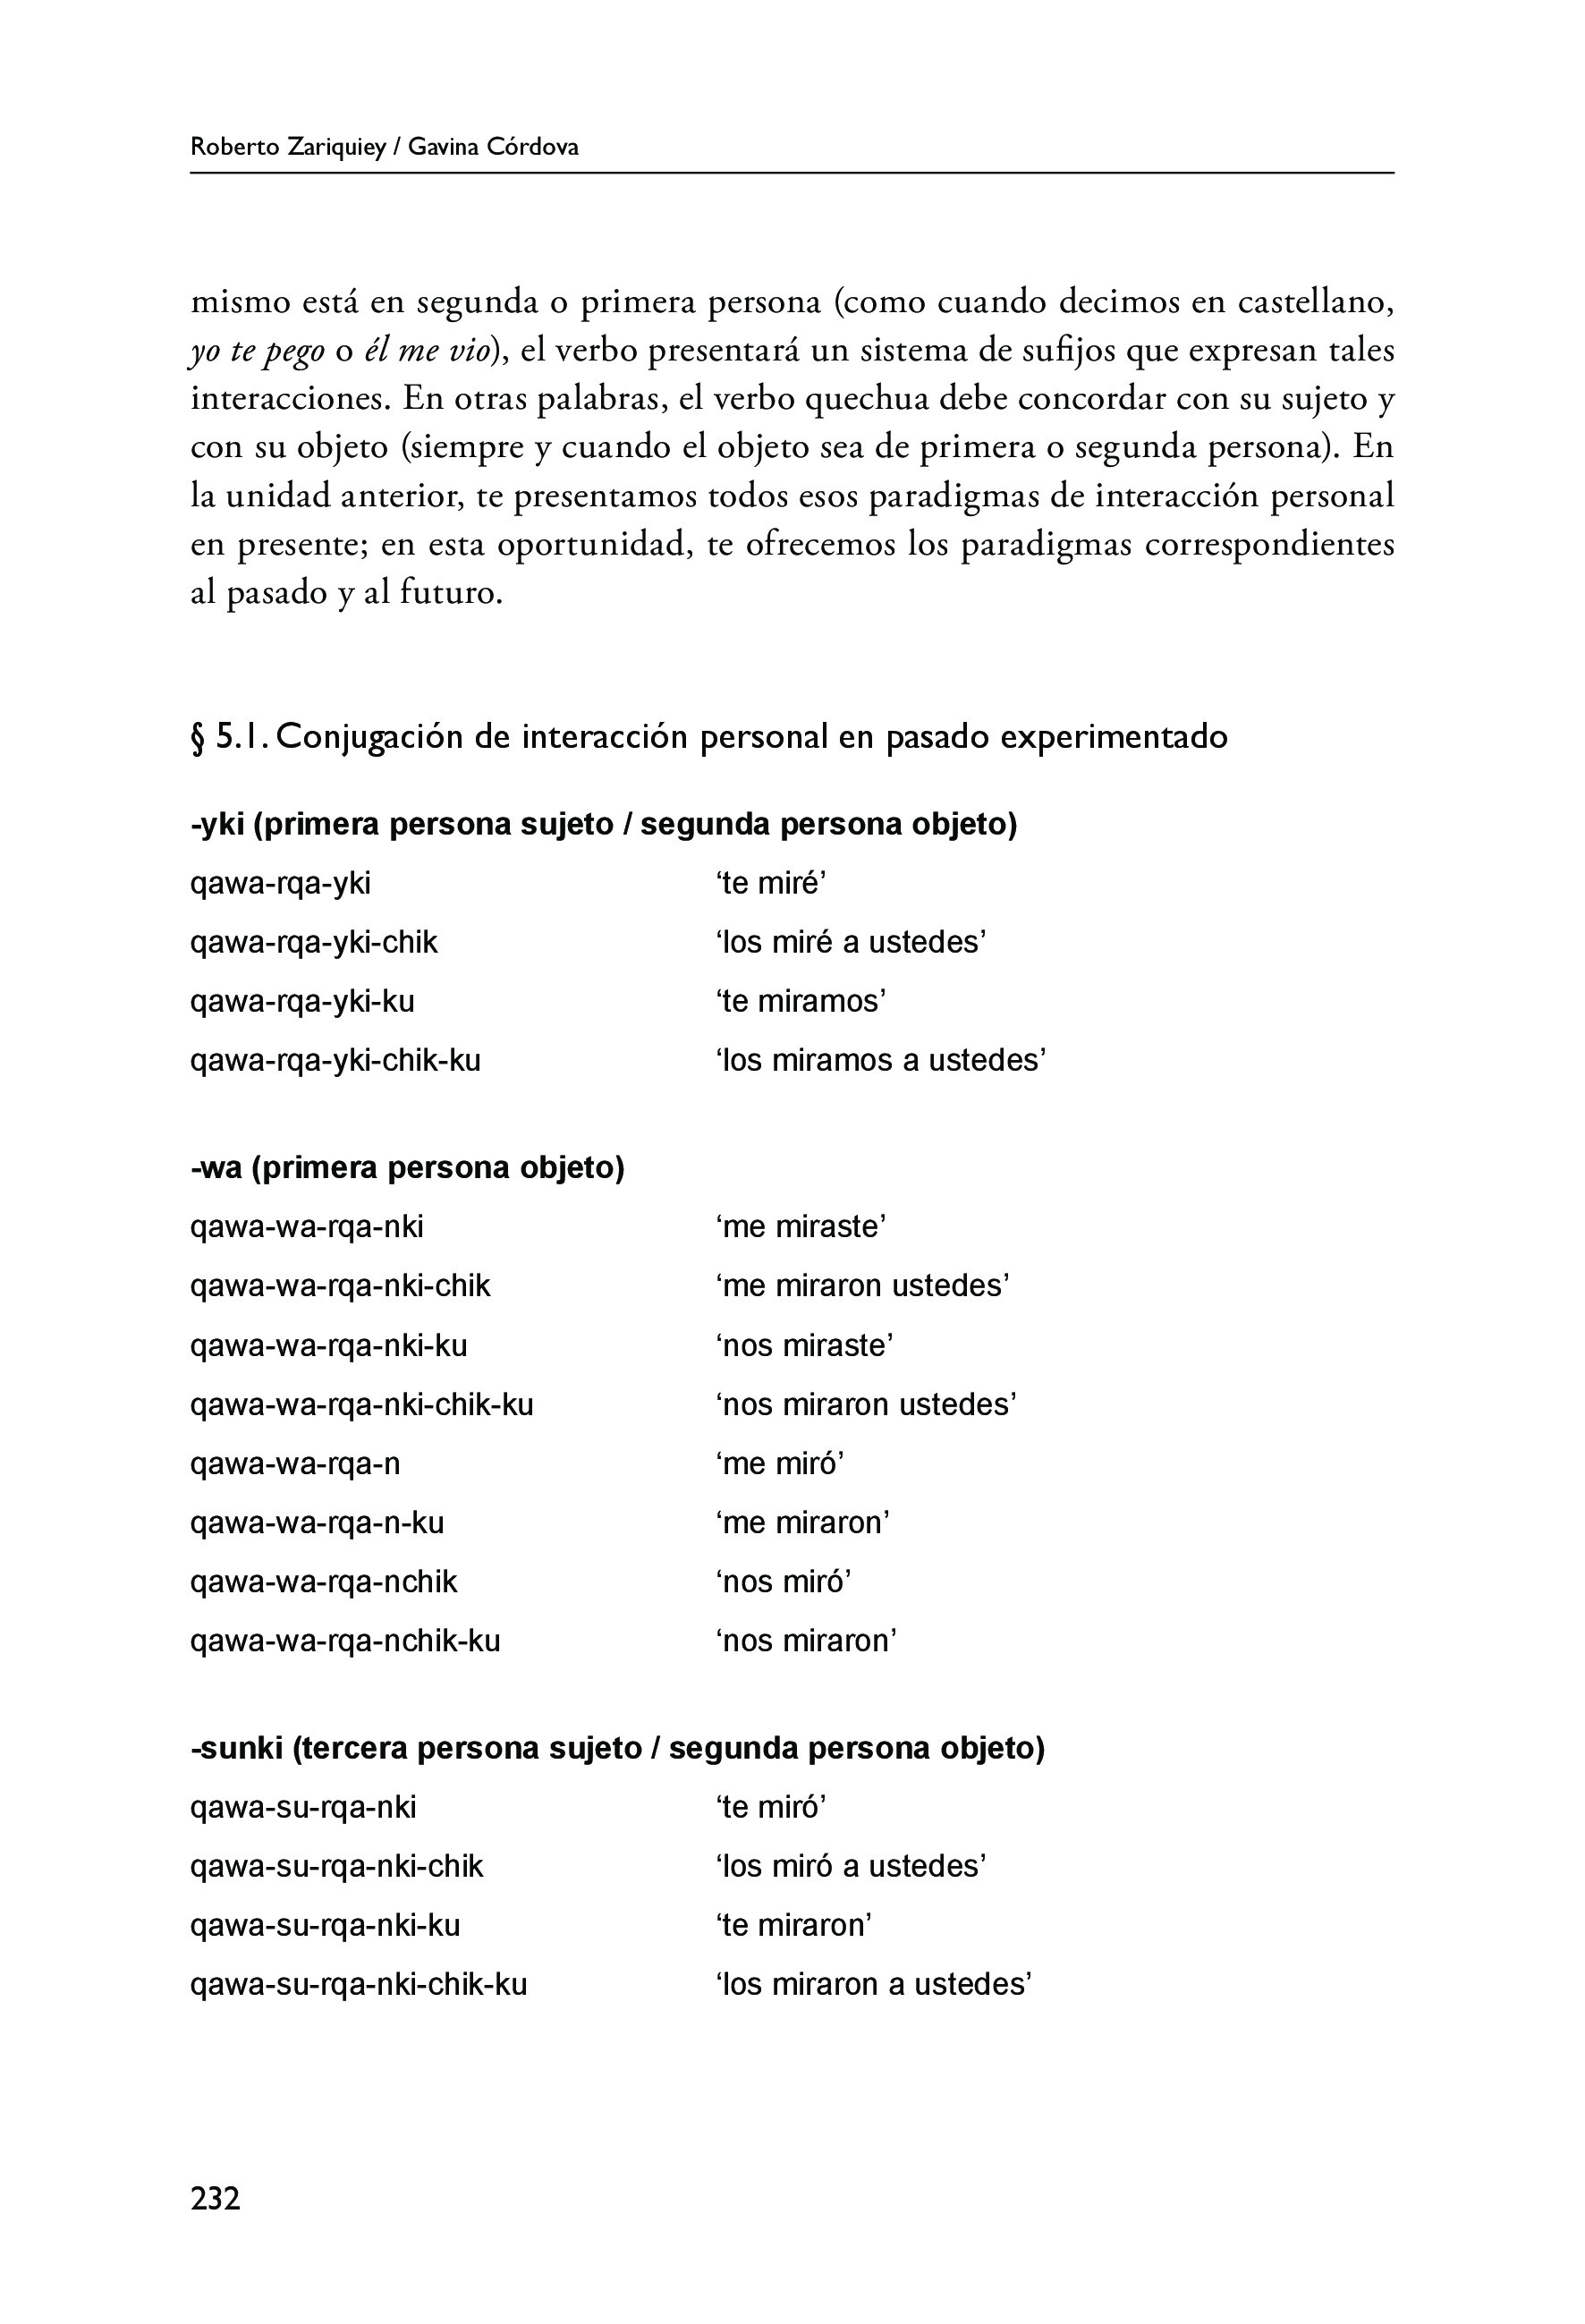 Roberto Zariquiey / Gavina Córdova
mismo está en segunda o primera persona (como cuando decimos en castellano,
yo te pego o él me vio), el verbo presentará un sistema de sufijos que expresan tales
interacciones. En otras palabras, el verbo quechua debe concordar con su sujeto y
con su objeto (siempre y cuando el objeto sea de primera o segunda persona). En
la unidad anterior, te presentamos todos esos paradigmas de interacción personal
en presente; en esta oportunidad, te ofrecemos los paradigmas correspondientes
al pasado y al futuro.
§ 5.1. Conjugación de interacción personal en pasado experimentado
-yki (primera persona sujeto / segunda persona objeto)
qawa-rqa-yki ‘te miré’
qawa-rqa-yki-chik ‘los miré a ustedes’
qawa-rqa-yki-ku ‘te miramos’
qawa-rqa-yki-chik-ku ‘los miramos a ustedes’
-wa (primera persona objeto)
qawa-wa-rqa-nki ‘me miraste’
qawa-wa-rqa-nki-chik ‘me miraron ustedes’
qawa-wa-rqa-nki-ku ‘nos miraste’
qawa-wa-rqa-nki-chik-ku ‘nos miraron ustedes’
qawa-wa-rqa-n ‘me miró’
qawa-wa-rqa-n-ku ‘me miraron’
qawa-wa-rqa-nchik ‘nos miró’
qawa-wa-rqa-nchik-ku ‘nos miraron’
-sunki (tercera persona sujeto / segunda persona objeto)
qawa-su-rqa-nki ‘te miró’
qawa-su-rqa-nki-chik ‘los miró a ustedes’
qawa-su-rqa-nki-ku ‘te miraron’
qawa-su-rqa-nki-chik-ku ‘los miraron a ustedes’
232